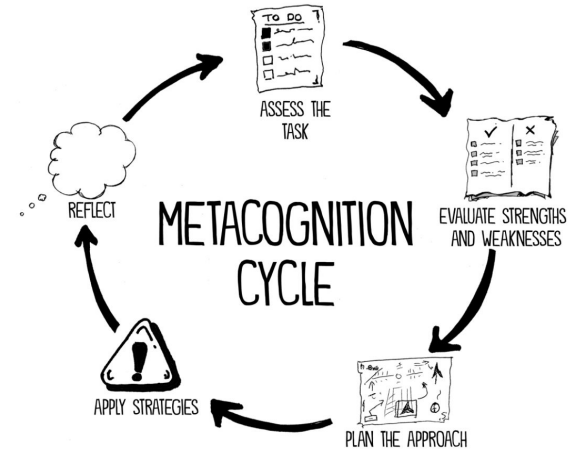 TO DO
ASSESS THE
TASK
EVALUATE STRENGTHS
AND WEAKNESSES
PLAN THE APPROACH
APPLY STRATEGIES
REFLECT
METACOGNITION
CYCLE